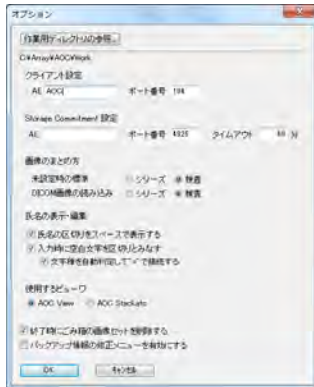 オプション
作業用ディレクトリの参照...
C:¥Array¥AOC¥Work
クライアント設定
AE AOC ポート番号 104
Storage Commitment 設定
AE ポート番号 タイムアウト 60 秒
画像のまとめ方
未設定時の標準 シリーズ 検査
DICOM画像の読み込み シリーズ 検査
氏名の表示・編集
氏名の区切りをスペースで表示する
入力時に空白文字を区切りとみなす
文字種を自動判定して"="で接続する
使用するビューワ
AOC View AOC Stackato
終了時にごみ箱の画像セットを削除する
バックアップ情報の修正メニューを有効にする
OK キャンセル